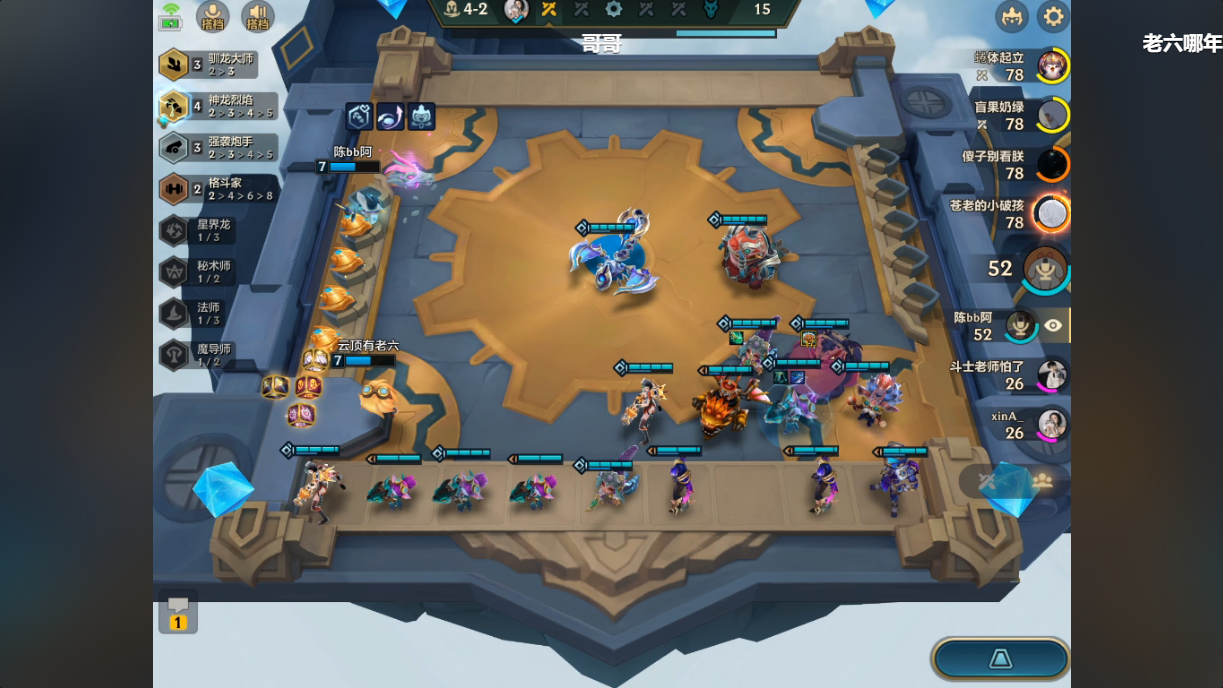 搭档
搭档
4-2
15
哥哥
老六哪年
3
驯龙大师
2 > 3
4
神龙烈焰
2 > 3 > 4 > 5
3
强袭炮手
2 > 3 > 4 > 5
2
格斗家
2 > 4 > 6 > 8
星界龙
1 / 3
秘术师
1 / 2
法师
1 / 3
魔导师
1 / 2
陈bb阿
7
云顶有老六
7
体起立
78
盲果奶绿
78
傻子别看朕
78
苍老的小破孩
78
52
陈bb阿
52
斗士老师怕了
26
xinA_
26
1